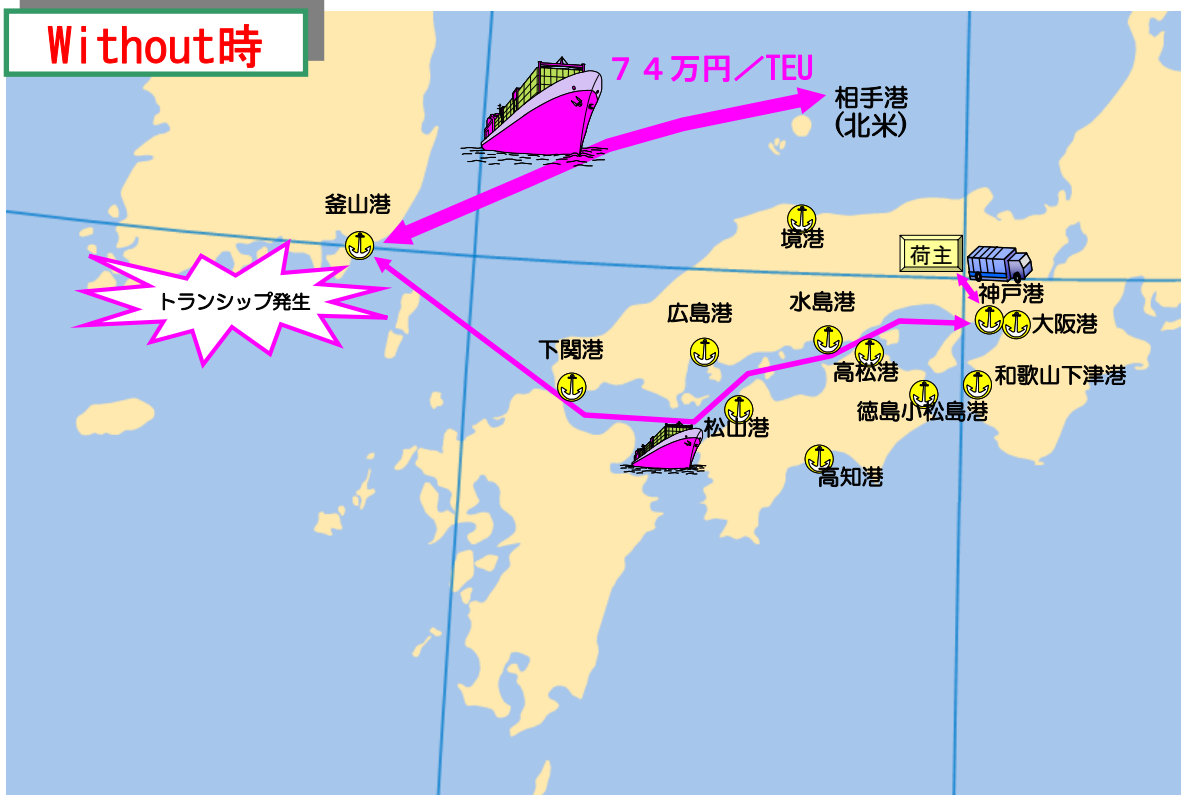 Without時
７４万円／TEU
相手港
(北米)
釜山港
境港
荷主
トランシップ発生
神戸港
水島港
広島港
大阪港
下関港
高松港
和歌山下津港
徳島小松島港
松山港
高知港